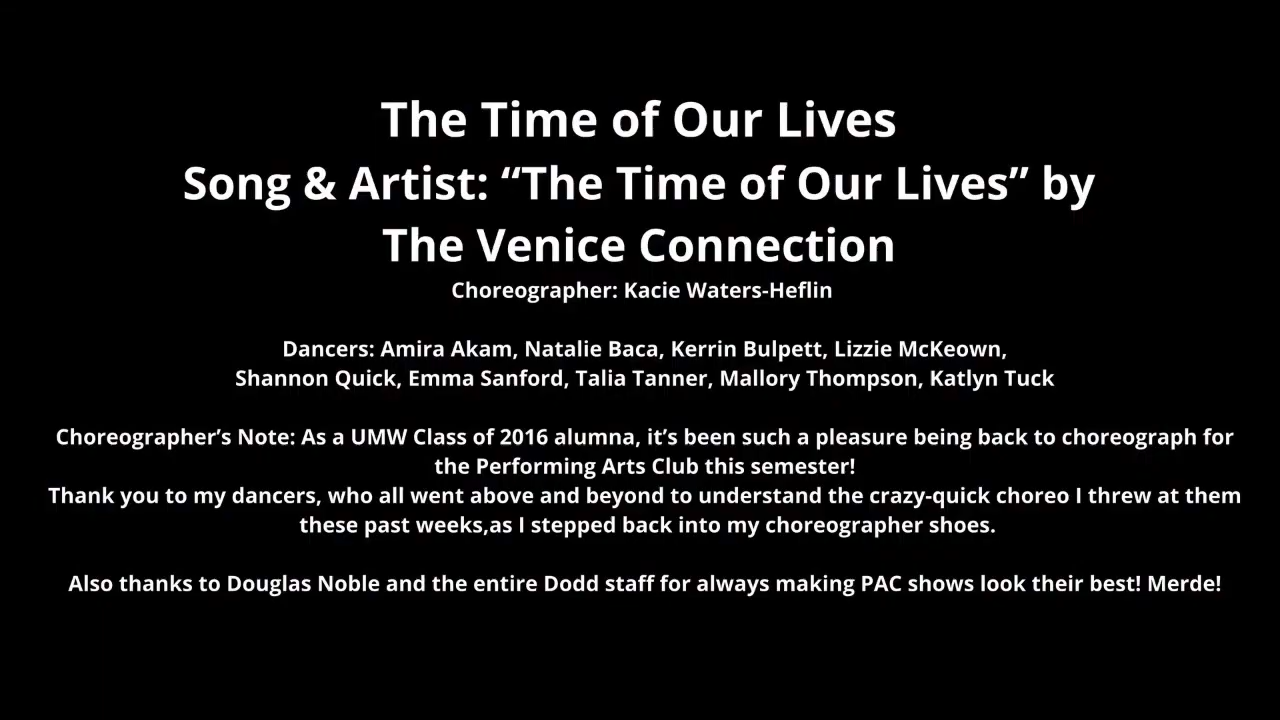 The Time of Our Lives
Song & Artist: “The Time of Our Lives” by
The Venice Connection
Choreographer: Kacie Waters-Heflin
Dancers: Amira Akam, Natalie Baca, Kerrin Bulpett, Lizzie McKeown,
Shannon Quick, Emma Sanford, Talia Tanner, Mallory Thompson, Katlyn Tuck
Choreographer’s Note: As a UMW Class of 2016 alumna, it’s been such a pleasure being back to choreograph for
the Performing Arts Club this semester!
Thank you to my dancers, who all went above and beyond to understand the crazy-quick choreo I threw at them
these past weeks,as I stepped back into my choreographer shoes.
Also thanks to Douglas Noble and the entire Dodd staff for always making PAC shows look their best! Merde!